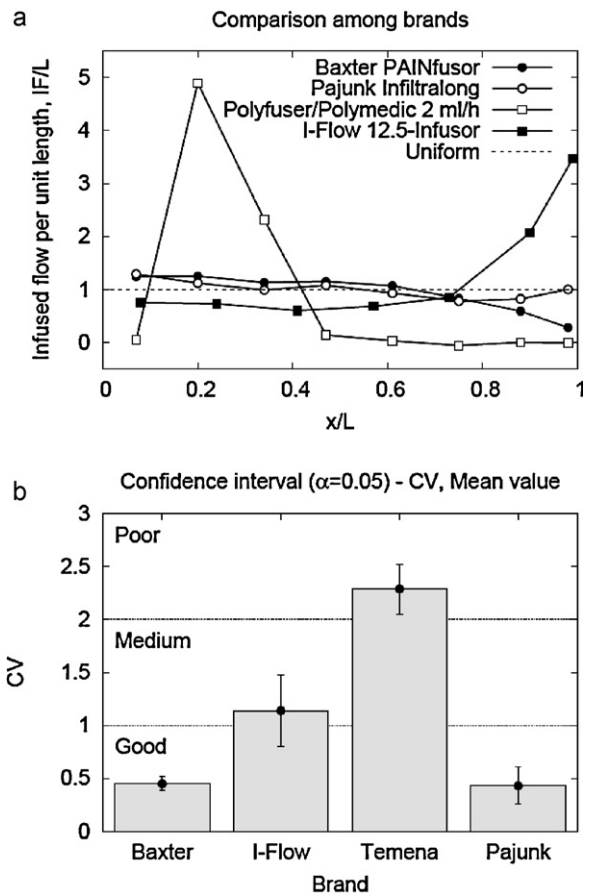 a
Comparison among brands
Baxter PAINfusor
Pajunk Infiltralong
Polyfuser/Polymedic 2 ml/h
I-Flow 12.5-Infusor
Uniform
Infused flow per unit length, IF/L
5
4
3
2
1
0
0 0.2 0.4 0.6 0.8 1
x/L
b
Confidence interval (α=0.05) - CV, Mean value
Poor
Medium
Good
CV
3
2.5
2
1.5
1
0.5
0
Baxter I-Flow Temena Pajunk
Brand